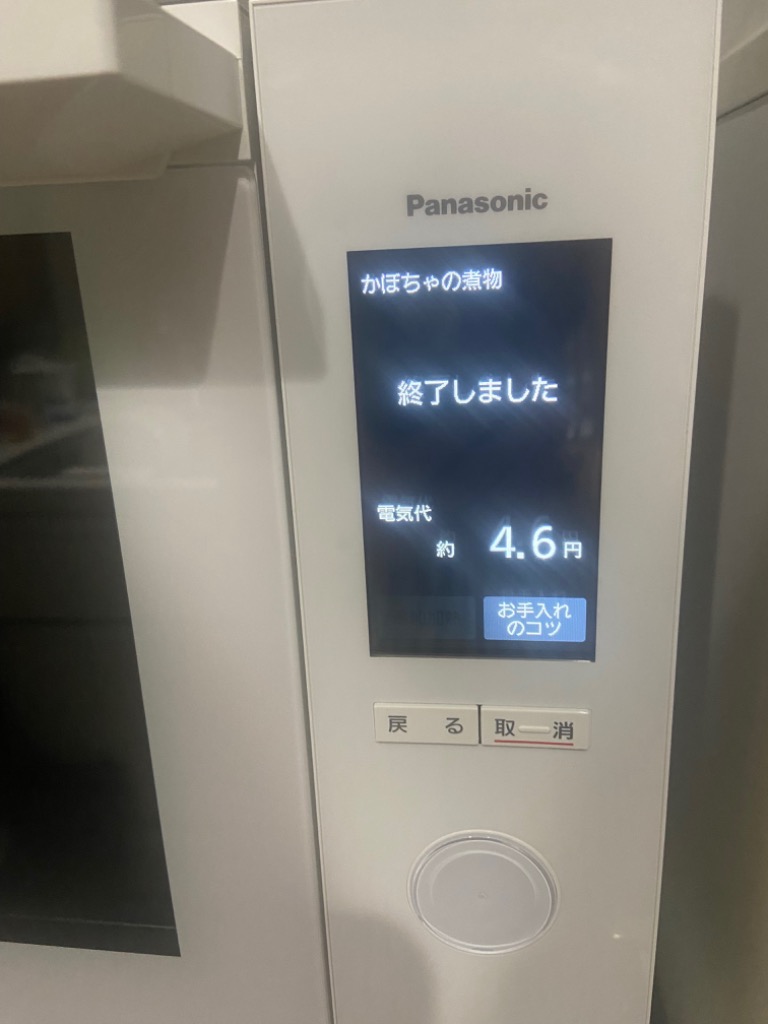 Panasonic
かぼちゃの煮物
終了しました
電気代
約 4.6円
お手入れ
のコツ
戻る
取消